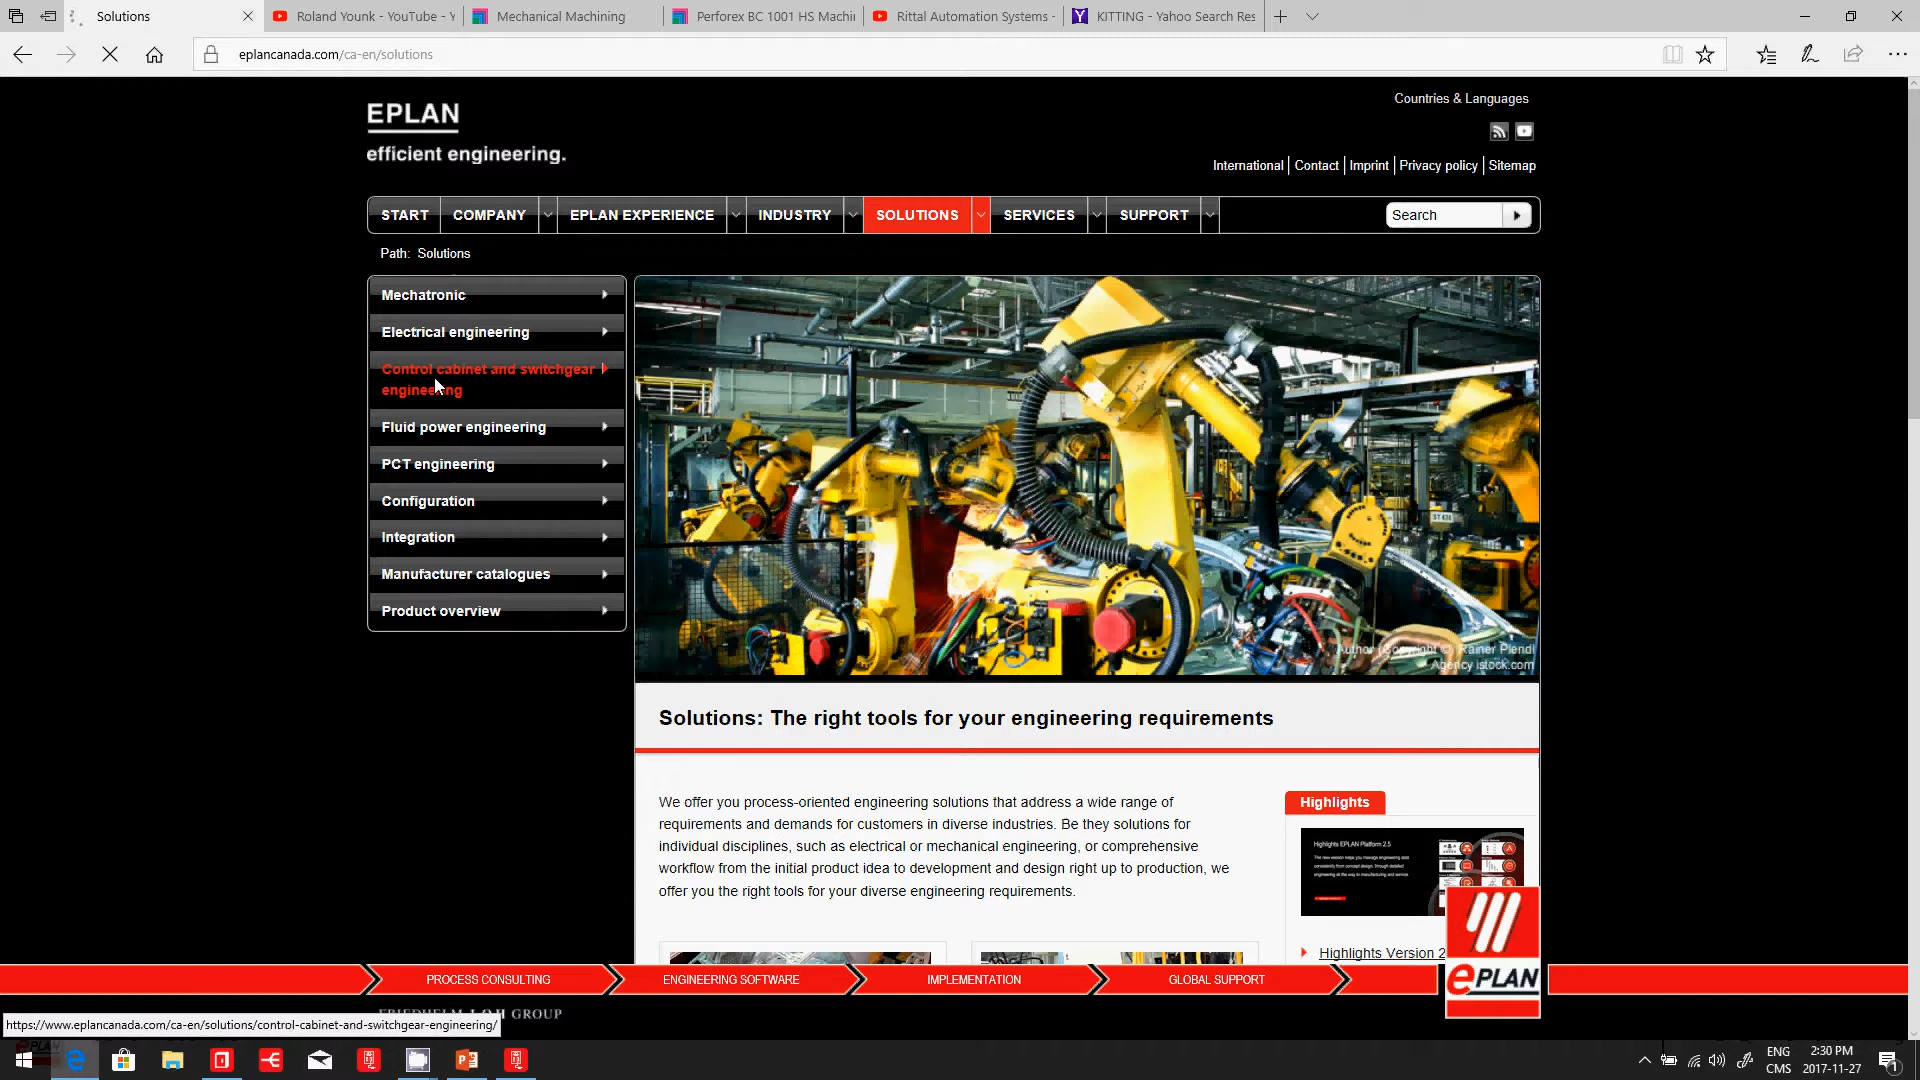 Solutions
Roland Younk - YouTube - Y
Mechanical Machining
Perforex BC 1001 HS Machi
Rittal Automation Systems -
KITTING - Yahoo Search Res
eplancanada.com/ca-en/solutions
Countries & Languages
EPLAN
efficient engineering.
International
Contact
Imprint
Privacy policy
Sitemap
START
COMPANY
EPLAN EXPERIENCE
INDUSTRY
SOLUTIONS
SERVICES
SUPPORT
Search
Path: Solutions
Mechatronic
Electrical engineering
Control cabinet and switchgear
engineering
Fluid power engineering
PCT engineering
Configuration
Integration
Manufacturer catalogues
Product overview
Author (Copyright ©) Rainer Plendl
Agency istock.com
Solutions: The right tools for your engineering requirements
We offer you process-oriented engineering solutions that address a wide range of
requirements and demands for customers in diverse industries. Be they solutions for
individual disciplines, such as electrical or mechanical engineering, or comprehensive
workflow from the initial product idea to development and design right up to production, we
offer you the right tools for your diverse engineering requirements.
Highlights
Highlights EPLAN Platform 2.5
Highlights Version 2
PROCESS CONSULTING
ENGINEERING SOFTWARE
IMPLEMENTATION
GLOBAL SUPPORT
ePLAN
FRIEDHELM LOH GROUP
https://www.eplancanada.com/ca-en/solutions/control-cabinet-and-switchgear-engineering/
ENG
CMS
2:30 PM
2017-11-27
1